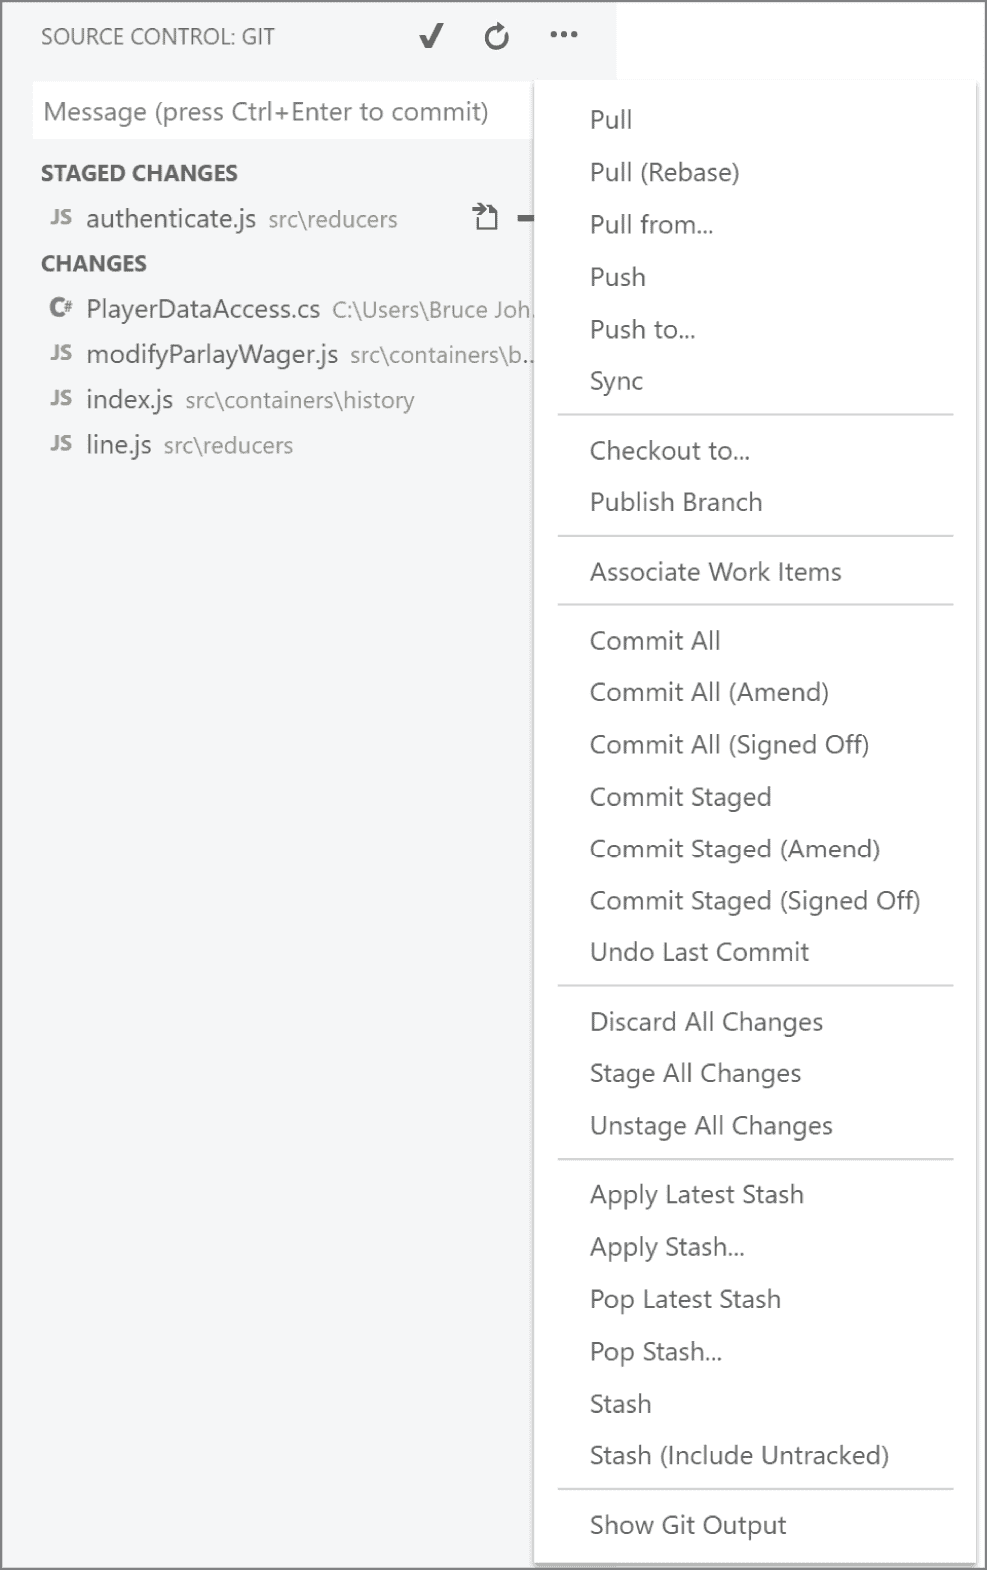 SOURCE CONTROL: GIT
Message (press Ctrl+Enter to commit)
STAGED CHANGES
JS authenticate.js src\reducers
CHANGES
C# PlayerDataAccess.cs C:\Users\Bruce Joh...
JS modifyParlayWager.js src\containers\b...
JS index.js src\containers\history
JS line.js src\reducers
Pull
Pull (Rebase)
Pull from...
Push
Push to...
Sync
Checkout to...
Publish Branch
Associate Work Items
Commit All
Commit All (Amend)
Commit All (Signed Off)
Commit Staged
Commit Staged (Amend)
Commit Staged (Signed Off)
Undo Last Commit
Discard All Changes
Stage All Changes
Unstage All Changes
Apply Latest Stash
Apply Stash...
Pop Latest Stash
Pop Stash...
Stash
Stash (Include Untracked)
Show Git Output